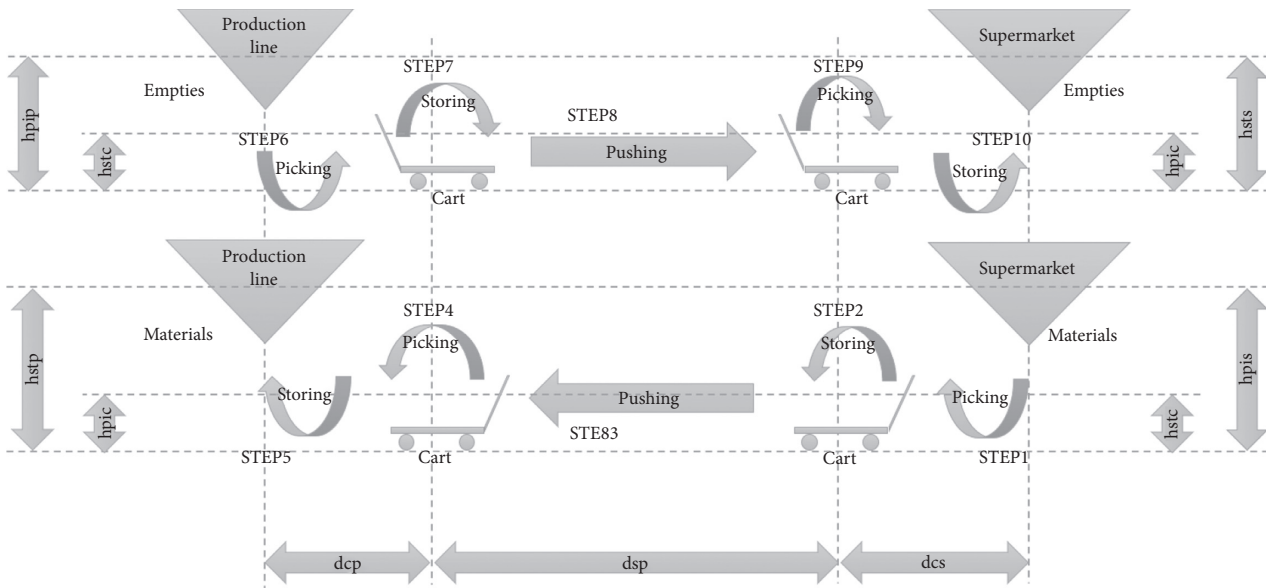 Production
line
Supermarket
STEP7
STEP9
Empties
Storing
Picking
Empties
hpip
hsts
STEP8
hstc
STEP6
Pushing
STEP10
hpic
Picking
Storing
Cart
Cart
Production
line
Supermarket
STEP4
STEP2
Materials
Picking
Storing
Materials
hstp
hpis
Storing
Pushing
Picking
hpic
hstc
STE83
STEP5
Cart
Cart
STEP1
dcp
dsp
dcs